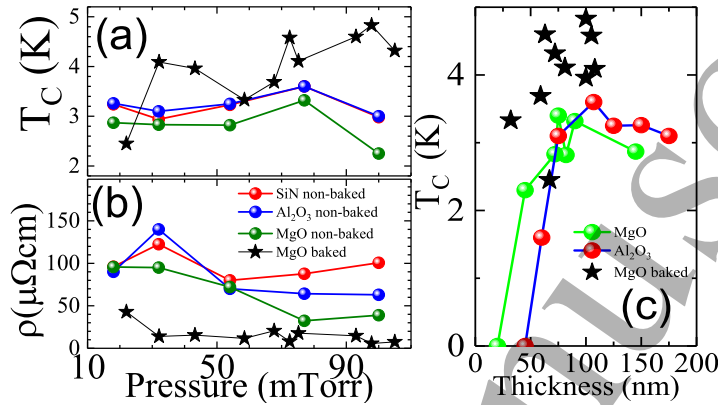 (a)
T_C (K)
5
4
3
2
(b)
ρ(μΩcm)
150
100
50
0
SiN non-baked
Al₂O₃ non-baked
MgO non-baked
MgO baked
10
50
90
Pressure (mTorr)
T_C (K)
4
2
0
MgO
Al₂O₃
MgO baked
(c)
0
50
100
150
200
Thickness (nm)